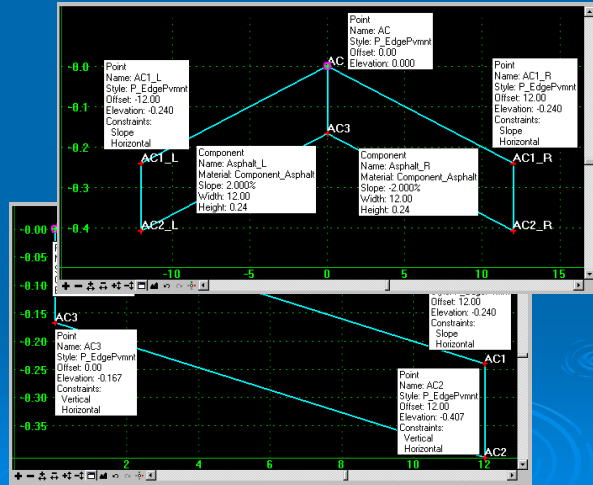 Point
Name: AC
Style: P_EdgePvmnt
Offset: 0.00
Elevation: 0.000
Point
Name: AC1_L
Style: P_EdgePvmnt
Offset: -12.00
Elevation: -0.240
Constraints:
Slope
Horizontal
Point
Name: AC1_R
Style: P_EdgePvmnt
Offset: 12.00
Elevation: -0.240
Constraints:
Slope
Horizontal
-0.0
-0.1
-0.2
-0.3
-0.4
AC
AC3
AC1_L
AC1_R
AC2_L
AC2_R
Component
Name: Asphalt_L
Material: Component_Asphalt
Slope: 2.000%
Width: 12.00
Height: 0.24
Component
Name: Asphalt_R
Material: Component_Asphalt
Slope: -2.000%
Width: 12.00
Height: 0.24
-10
-5
0
5
10
15
-0.00
-0.05
-0.10
-0.15
-0.20
-0.25
-0.30
-0.35
Offset: 12.00
Elevation: -0.240
Constraints:
Slope
Horizontal
AC3
Point
Name: AC3
Style: P_EdgePvmnt
Offset: 0.00
Elevation: -0.167
Constraints:
Vertical
Horizontal
AC1
Point
Name: AC2
Style: P_EdgePvmnt
Offset: 12.00
Elevation: -0.407
Constraints:
Vertical
Horizontal
AC2
2
4
6
8
10
12